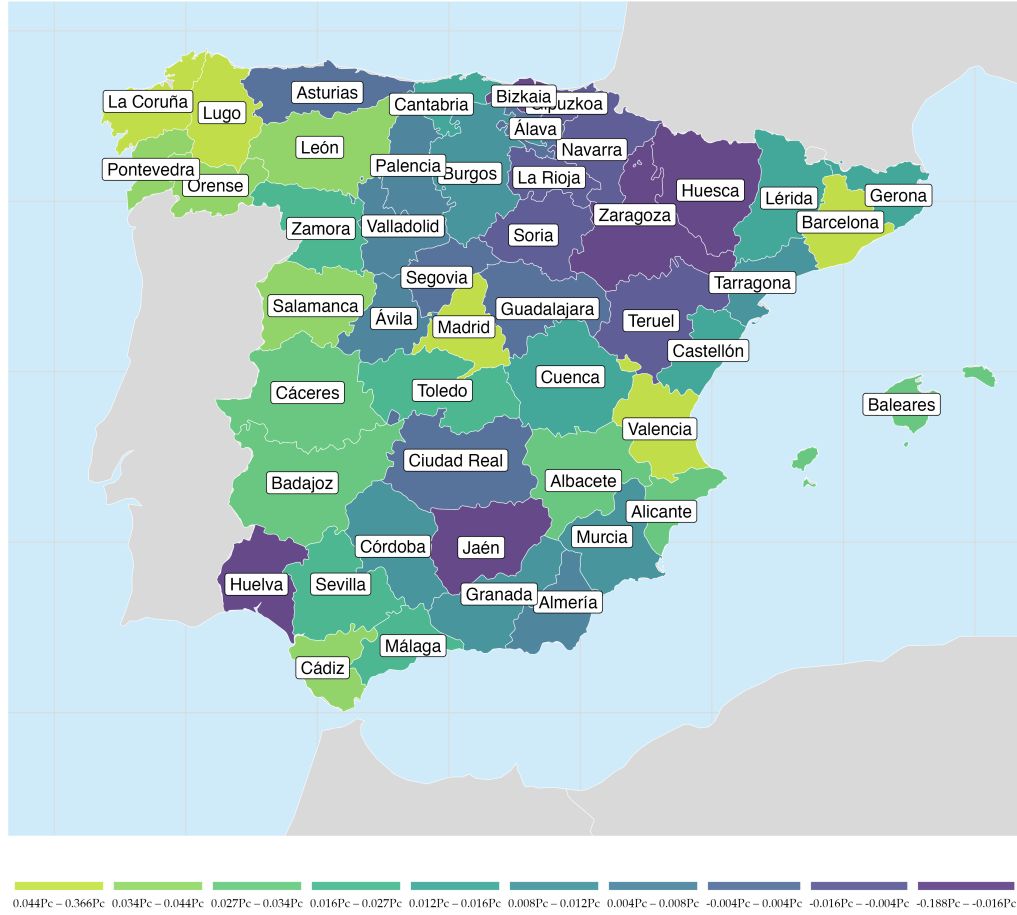 Asturias
La Coruña
Lugo
Cantabria
Bizkaia
Gipuzkoa
Álava
León
Navarra
Palencia
Burgos
Pontevedra
Orense
La Rioja
Huesca
Lérida
Gerona
Zaragoza
Barcelona
Zamora
Valladolid
Soria
Segovia
Tarragona
Salamanca
Guadalajara
Ávila
Madrid
Teruel
Castellón
Cuenca
Cáceres
Toledo
Baleares
Valencia
Ciudad Real
Badajoz
Albacete
Alicante
Murcia
Córdoba
Jaén
Huelva
Sevilla
Granada
Almería
Málaga
Cádiz
0.044Pc – 0.366Pc 0.034Pc – 0.044Pc 0.027Pc – 0.034Pc 0.016Pc – 0.027Pc 0.012Pc – 0.016Pc 0.008Pc – 0.012Pc 0.004Pc – 0.008Pc -0.004Pc – 0.004Pc -0.016Pc – -0.004Pc -0.188Pc – -0.016Pc